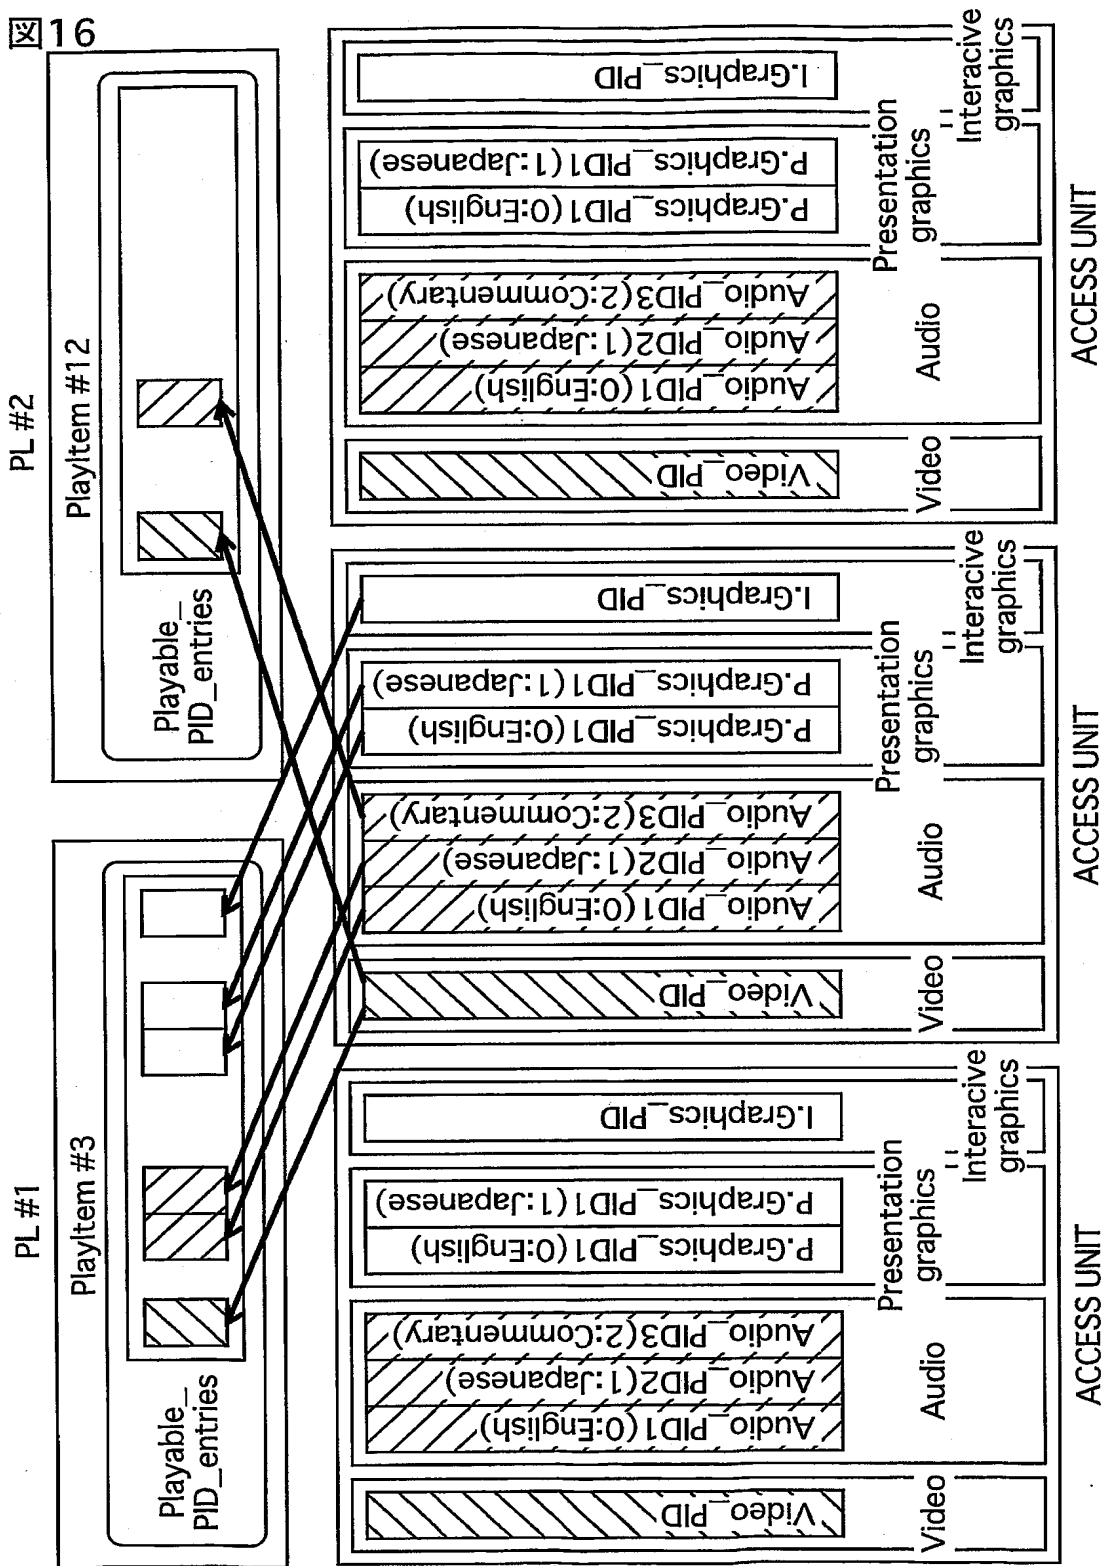 図16
PL #1
PlayItem #3
Playable_
PID_entries
PL #2
PlayItem #12
Playable_
PID_entries
Video_PID
Audio_PID1(0:English)
Audio_PID2(1:Japanese)
Audio_PID3(2:Commentary)
P.Graphics_PID1(0:English)
P.Graphics_PID1(1:Japanese)
I.Graphics_PID
Video
Audio
Presentation
graphics
Interacive
graphics
ACCESS UNIT
Video_PID
Audio_PID1(0:English)
Audio_PID2(1:Japanese)
Audio_PID3(2:Commentary)
P.Graphics_PID1(0:English)
P.Graphics_PID1(1:Japanese)
I.Graphics_PID
Video
Audio
Presentation
graphics
Interacive
graphics
ACCESS UNIT
Video_PID
Audio_PID1(0:English)
Audio_PID2(1:Japanese)
Audio_PID3(2:Commentary)
P.Graphics_PID1(0:English)
P.Graphics_PID1(1:Japanese)
I.Graphics_PID
Video
Audio
Presentation
graphics
Interacive
graphics
ACCESS UNIT